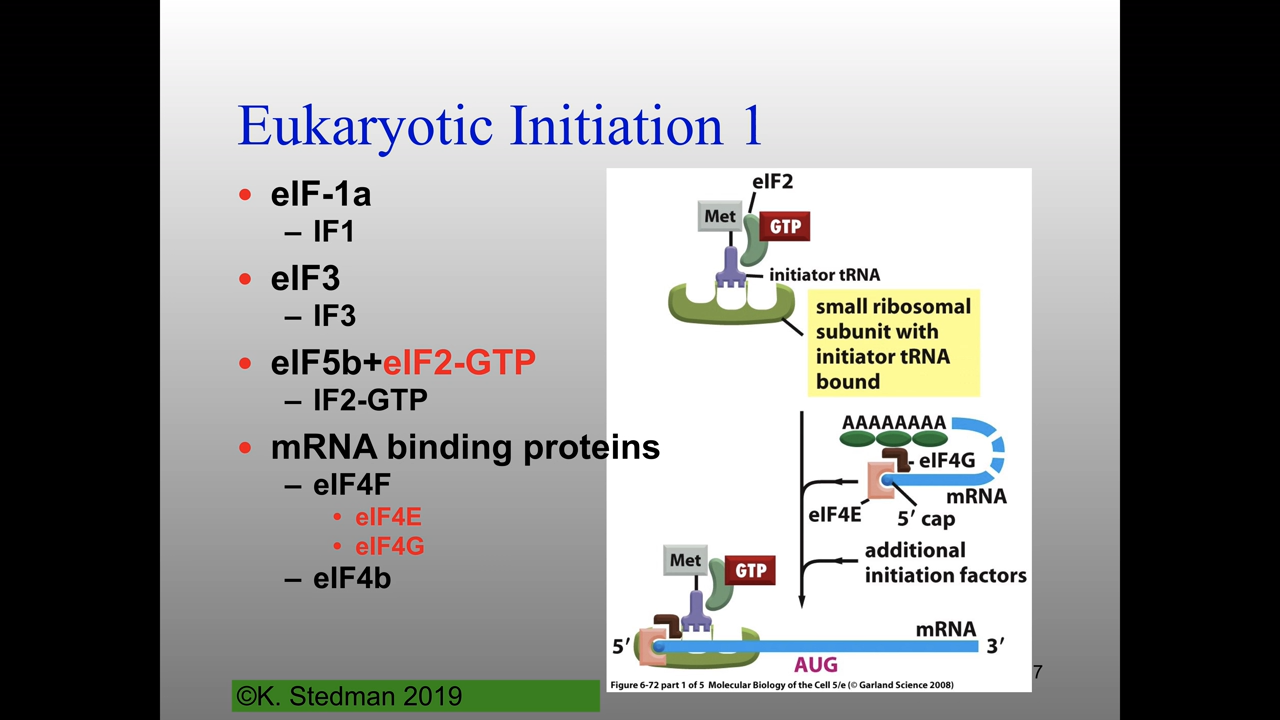 Eukaryotic Initiation 1
• eIF-1a
– IF1
• eIF3
– IF3
• eIF5b+eIF2-GTP
– IF2-GTP
• mRNA binding proteins
– eIF4F
• eIF4E
• eIF4G
– eIF4b
eIF2
Met
GTP
initiator tRNA
small ribosomal
subunit with
initiator tRNA
bound
AAAAAAAA
eIF4G
mRNA
eIF4E
5′ cap
additional
initiation factors
Met
GTP
5′
mRNA
3′
AUG
Figure 6-72 part 1 of 5 Molecular Biology of the Cell 5/e (© Garland Science 2008)
7
©K. Stedman 2019